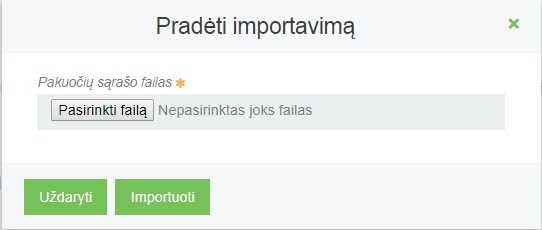 Pradėti importavimą
Pakuočių sąrašo failas
Pasirinkti failą Nepasirinktas joks failas
Uždaryti Importuoti